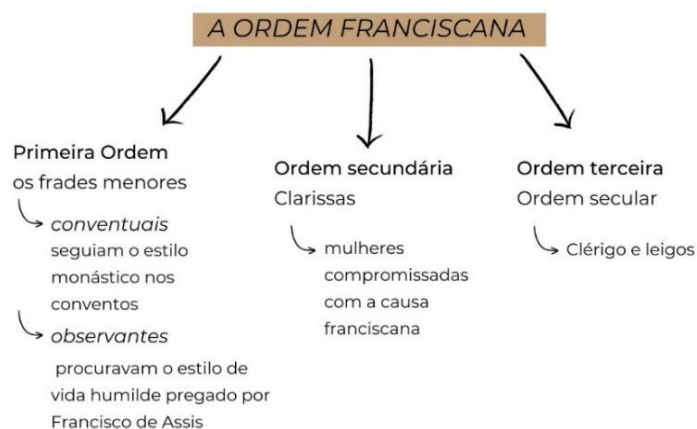 A ORDEM FRANCISCANA
Primeira Ordem
os frades menores
conventuais
seguiam o estilo
monástico nos
conventos
observantes
procuravam o estilo de
vida humilde pregado por
Francisco de Assis
Ordem secundária
Clarissas
mulheres
compromissadas
com a causa
franciscana
Ordem terceira
Ordem secular
Clérigo e leigos